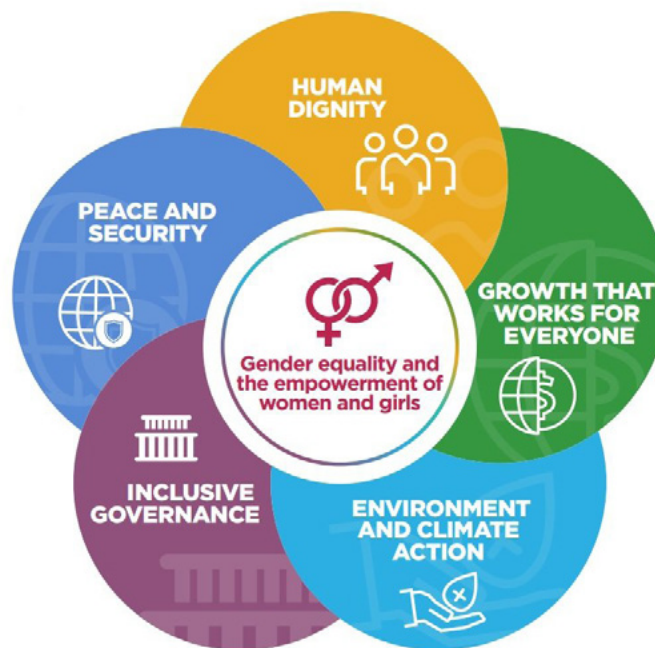 HUMAN
DIGNITY
PEACE AND
SECURITY
GROWTH THAT
WORKS FOR
EVERYONE
Gender equality and
the empowerment of
women and girls
INCLUSIVE
GOVERNANCE
ENVIRONMENT
AND CLIMATE
ACTION